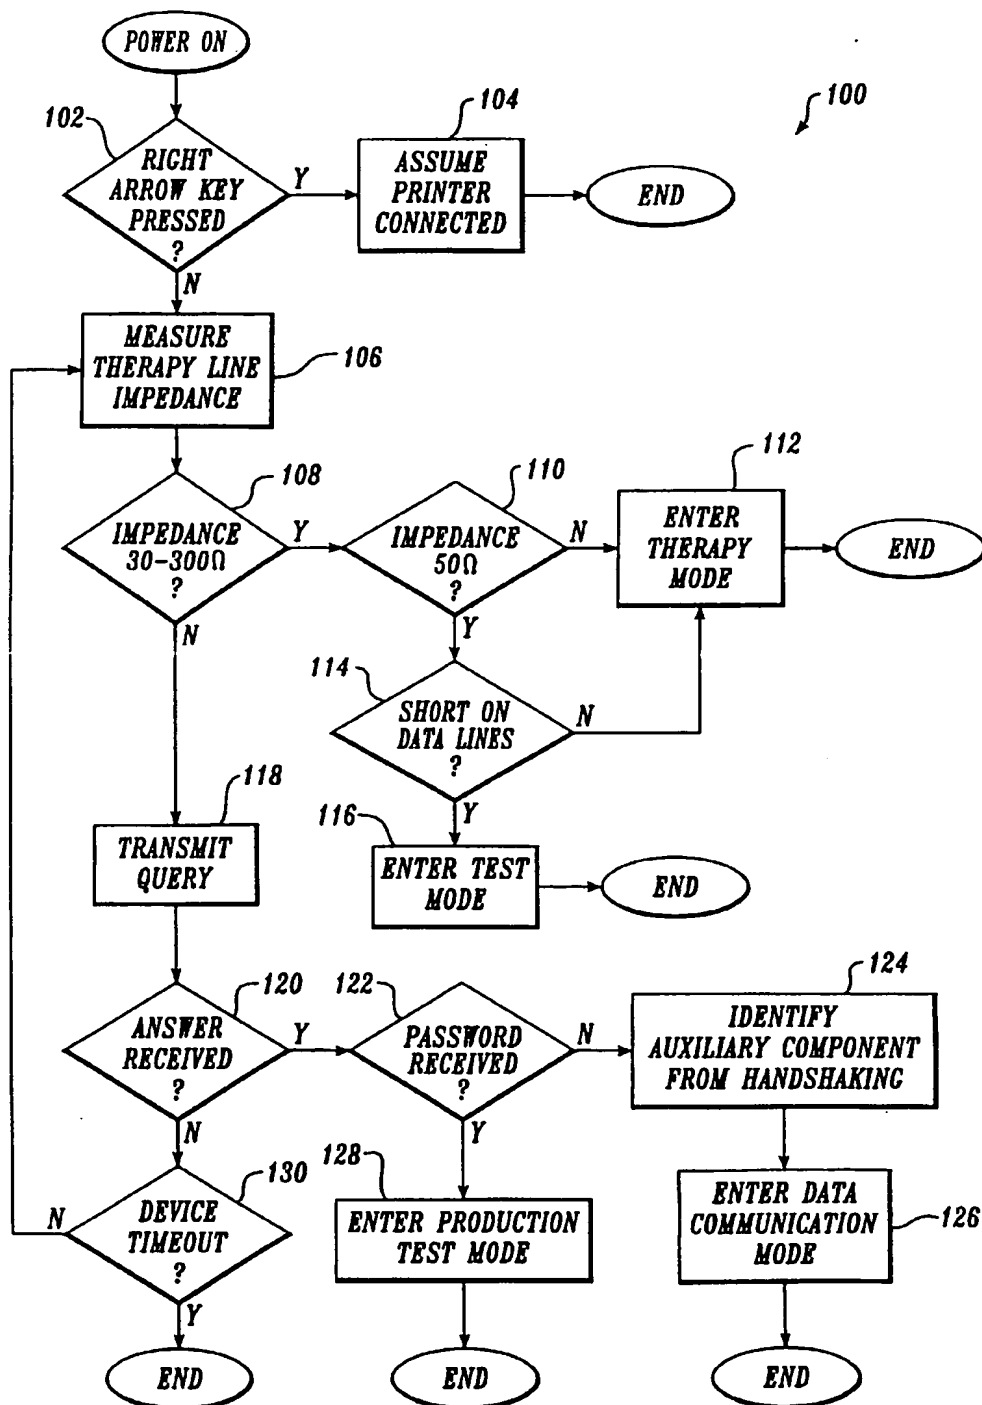 POWER ON
100
102
RIGHT
ARROW KEY
PRESSED
?
Y
N
104
ASSUME
PRINTER
CONNECTED
END
MEASURE
THERAPY LINE
IMPEDANCE
106
108
IMPEDANCE
30-300Ω
?
Y
N
110
IMPEDANCE
50Ω
?
N
Y
112
ENTER
THERAPY
MODE
END
114
SHORT ON
DATA LINES
?
N
Y
116
ENTER TEST
MODE
END
118
TRANSMIT
QUERY
120
ANSWER
RECEIVED
?
Y
N
122
PASSWORD
RECEIVED
?
N
Y
124
IDENTIFY
AUXILIARY COMPONENT
FROM HANDSHAKING
130
DEVICE
TIMEOUT
?
N
Y
128
ENTER PRODUCTION
TEST MODE
ENTER DATA
COMMUNICATION
MODE
126
END
END
END